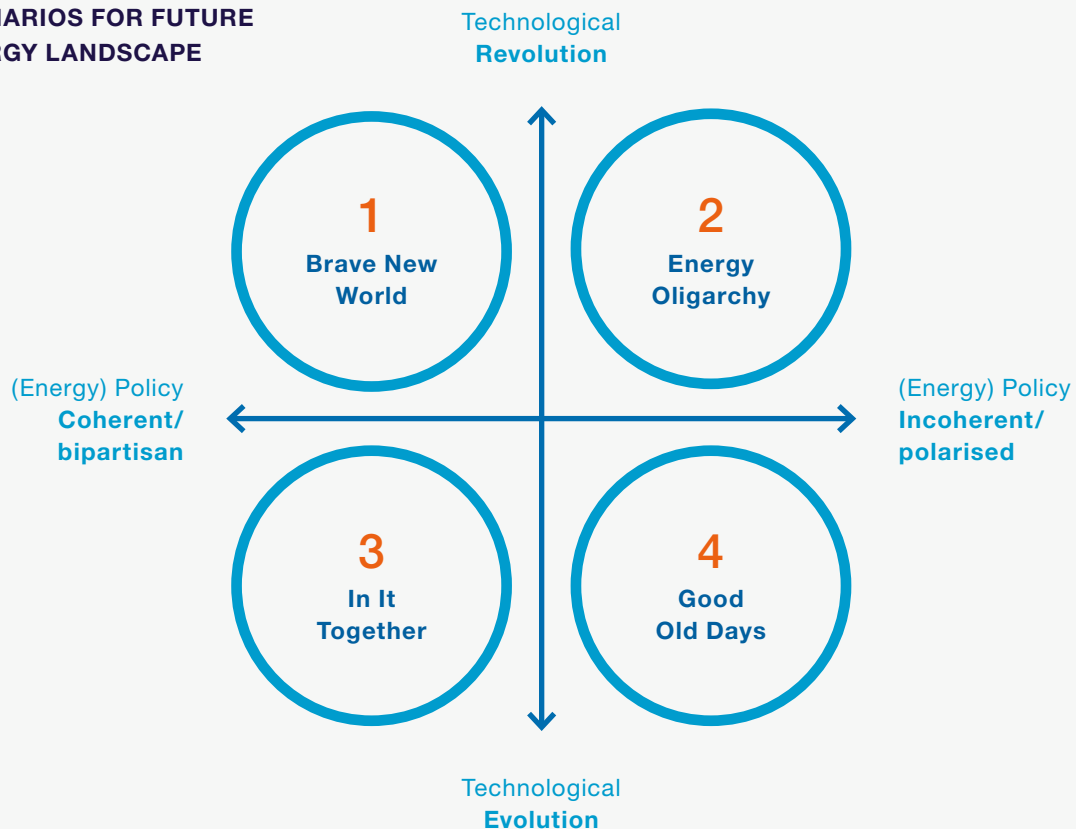 NARIOS FOR FUTURE
RGY LANDSCAPE
Technological
Revolution
1
Brave New
World
2
Energy
Oligarchy
(Energy) Policy
Coherent/
bipartisan
(Energy) Policy
Incoherent/
polarised
3
In It
Together
4
Good
Old Days
Technological
Evolution